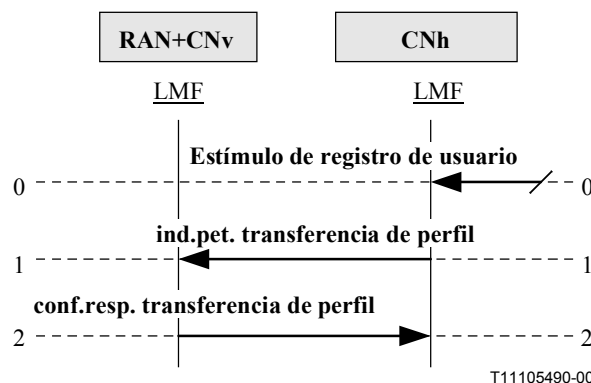 RAN+CNv CNh
LMF LMF
Estímulo de registro de usuario
0 0
ind.pet. transferencia de perfil
1 1
conf.resp. transferencia de perfil
2 2
T11105490-00